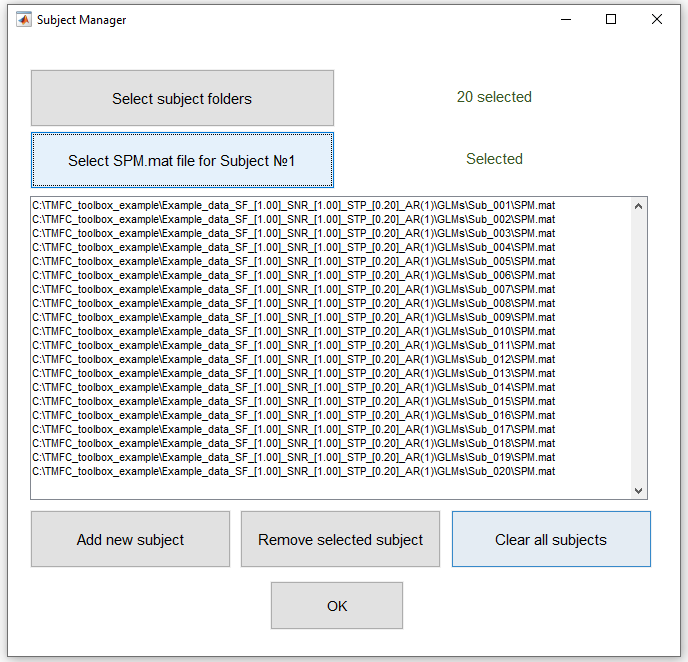 Subject Manager
Select subject folders
20 selected
Select SPM.mat file for Subject №1
Selected
C:\TMFC_toolbox_example\Example_data_SF_[1.00]_SNR_[1.00]_STP_[0.20]_AR(1)\GLMs\Sub_001\SPM.mat
C:\TMFC_toolbox_example\Example_data_SF_[1.00]_SNR_[1.00]_STP_[0.20]_AR(1)\GLMs\Sub_002\SPM.mat
C:\TMFC_toolbox_example\Example_data_SF_[1.00]_SNR_[1.00]_STP_[0.20]_AR(1)\GLMs\Sub_003\SPM.mat
C:\TMFC_toolbox_example\Example_data_SF_[1.00]_SNR_[1.00]_STP_[0.20]_AR(1)\GLMs\Sub_004\SPM.mat
C:\TMFC_toolbox_example\Example_data_SF_[1.00]_SNR_[1.00]_STP_[0.20]_AR(1)\GLMs\Sub_005\SPM.mat
C:\TMFC_toolbox_example\Example_data_SF_[1.00]_SNR_[1.00]_STP_[0.20]_AR(1)\GLMs\Sub_006\SPM.mat
C:\TMFC_toolbox_example\Example_data_SF_[1.00]_SNR_[1.00]_STP_[0.20]_AR(1)\GLMs\Sub_007\SPM.mat
C:\TMFC_toolbox_example\Example_data_SF_[1.00]_SNR_[1.00]_STP_[0.20]_AR(1)\GLMs\Sub_008\SPM.mat
C:\TMFC_toolbox_example\Example_data_SF_[1.00]_SNR_[1.00]_STP_[0.20]_AR(1)\GLMs\Sub_009\SPM.mat
C:\TMFC_toolbox_example\Example_data_SF_[1.00]_SNR_[1.00]_STP_[0.20]_AR(1)\GLMs\Sub_010\SPM.mat
C:\TMFC_toolbox_example\Example_data_SF_[1.00]_SNR_[1.00]_STP_[0.20]_AR(1)\GLMs\Sub_011\SPM.mat
C:\TMFC_toolbox_example\Example_data_SF_[1.00]_SNR_[1.00]_STP_[0.20]_AR(1)\GLMs\Sub_012\SPM.mat
C:\TMFC_toolbox_example\Example_data_SF_[1.00]_SNR_[1.00]_STP_[0.20]_AR(1)\GLMs\Sub_013\SPM.mat
C:\TMFC_toolbox_example\Example_data_SF_[1.00]_SNR_[1.00]_STP_[0.20]_AR(1)\GLMs\Sub_014\SPM.mat
C:\TMFC_toolbox_example\Example_data_SF_[1.00]_SNR_[1.00]_STP_[0.20]_AR(1)\GLMs\Sub_015\SPM.mat
C:\TMFC_toolbox_example\Example_data_SF_[1.00]_SNR_[1.00]_STP_[0.20]_AR(1)\GLMs\Sub_016\SPM.mat
C:\TMFC_toolbox_example\Example_data_SF_[1.00]_SNR_[1.00]_STP_[0.20]_AR(1)\GLMs\Sub_017\SPM.mat
C:\TMFC_toolbox_example\Example_data_SF_[1.00]_SNR_[1.00]_STP_[0.20]_AR(1)\GLMs\Sub_018\SPM.mat
C:\TMFC_toolbox_example\Example_data_SF_[1.00]_SNR_[1.00]_STP_[0.20]_AR(1)\GLMs\Sub_019\SPM.mat
C:\TMFC_toolbox_example\Example_data_SF_[1.00]_SNR_[1.00]_STP_[0.20]_AR(1)\GLMs\Sub_020\SPM.mat
Add new subject
Remove selected subject
Clear all subjects
OK